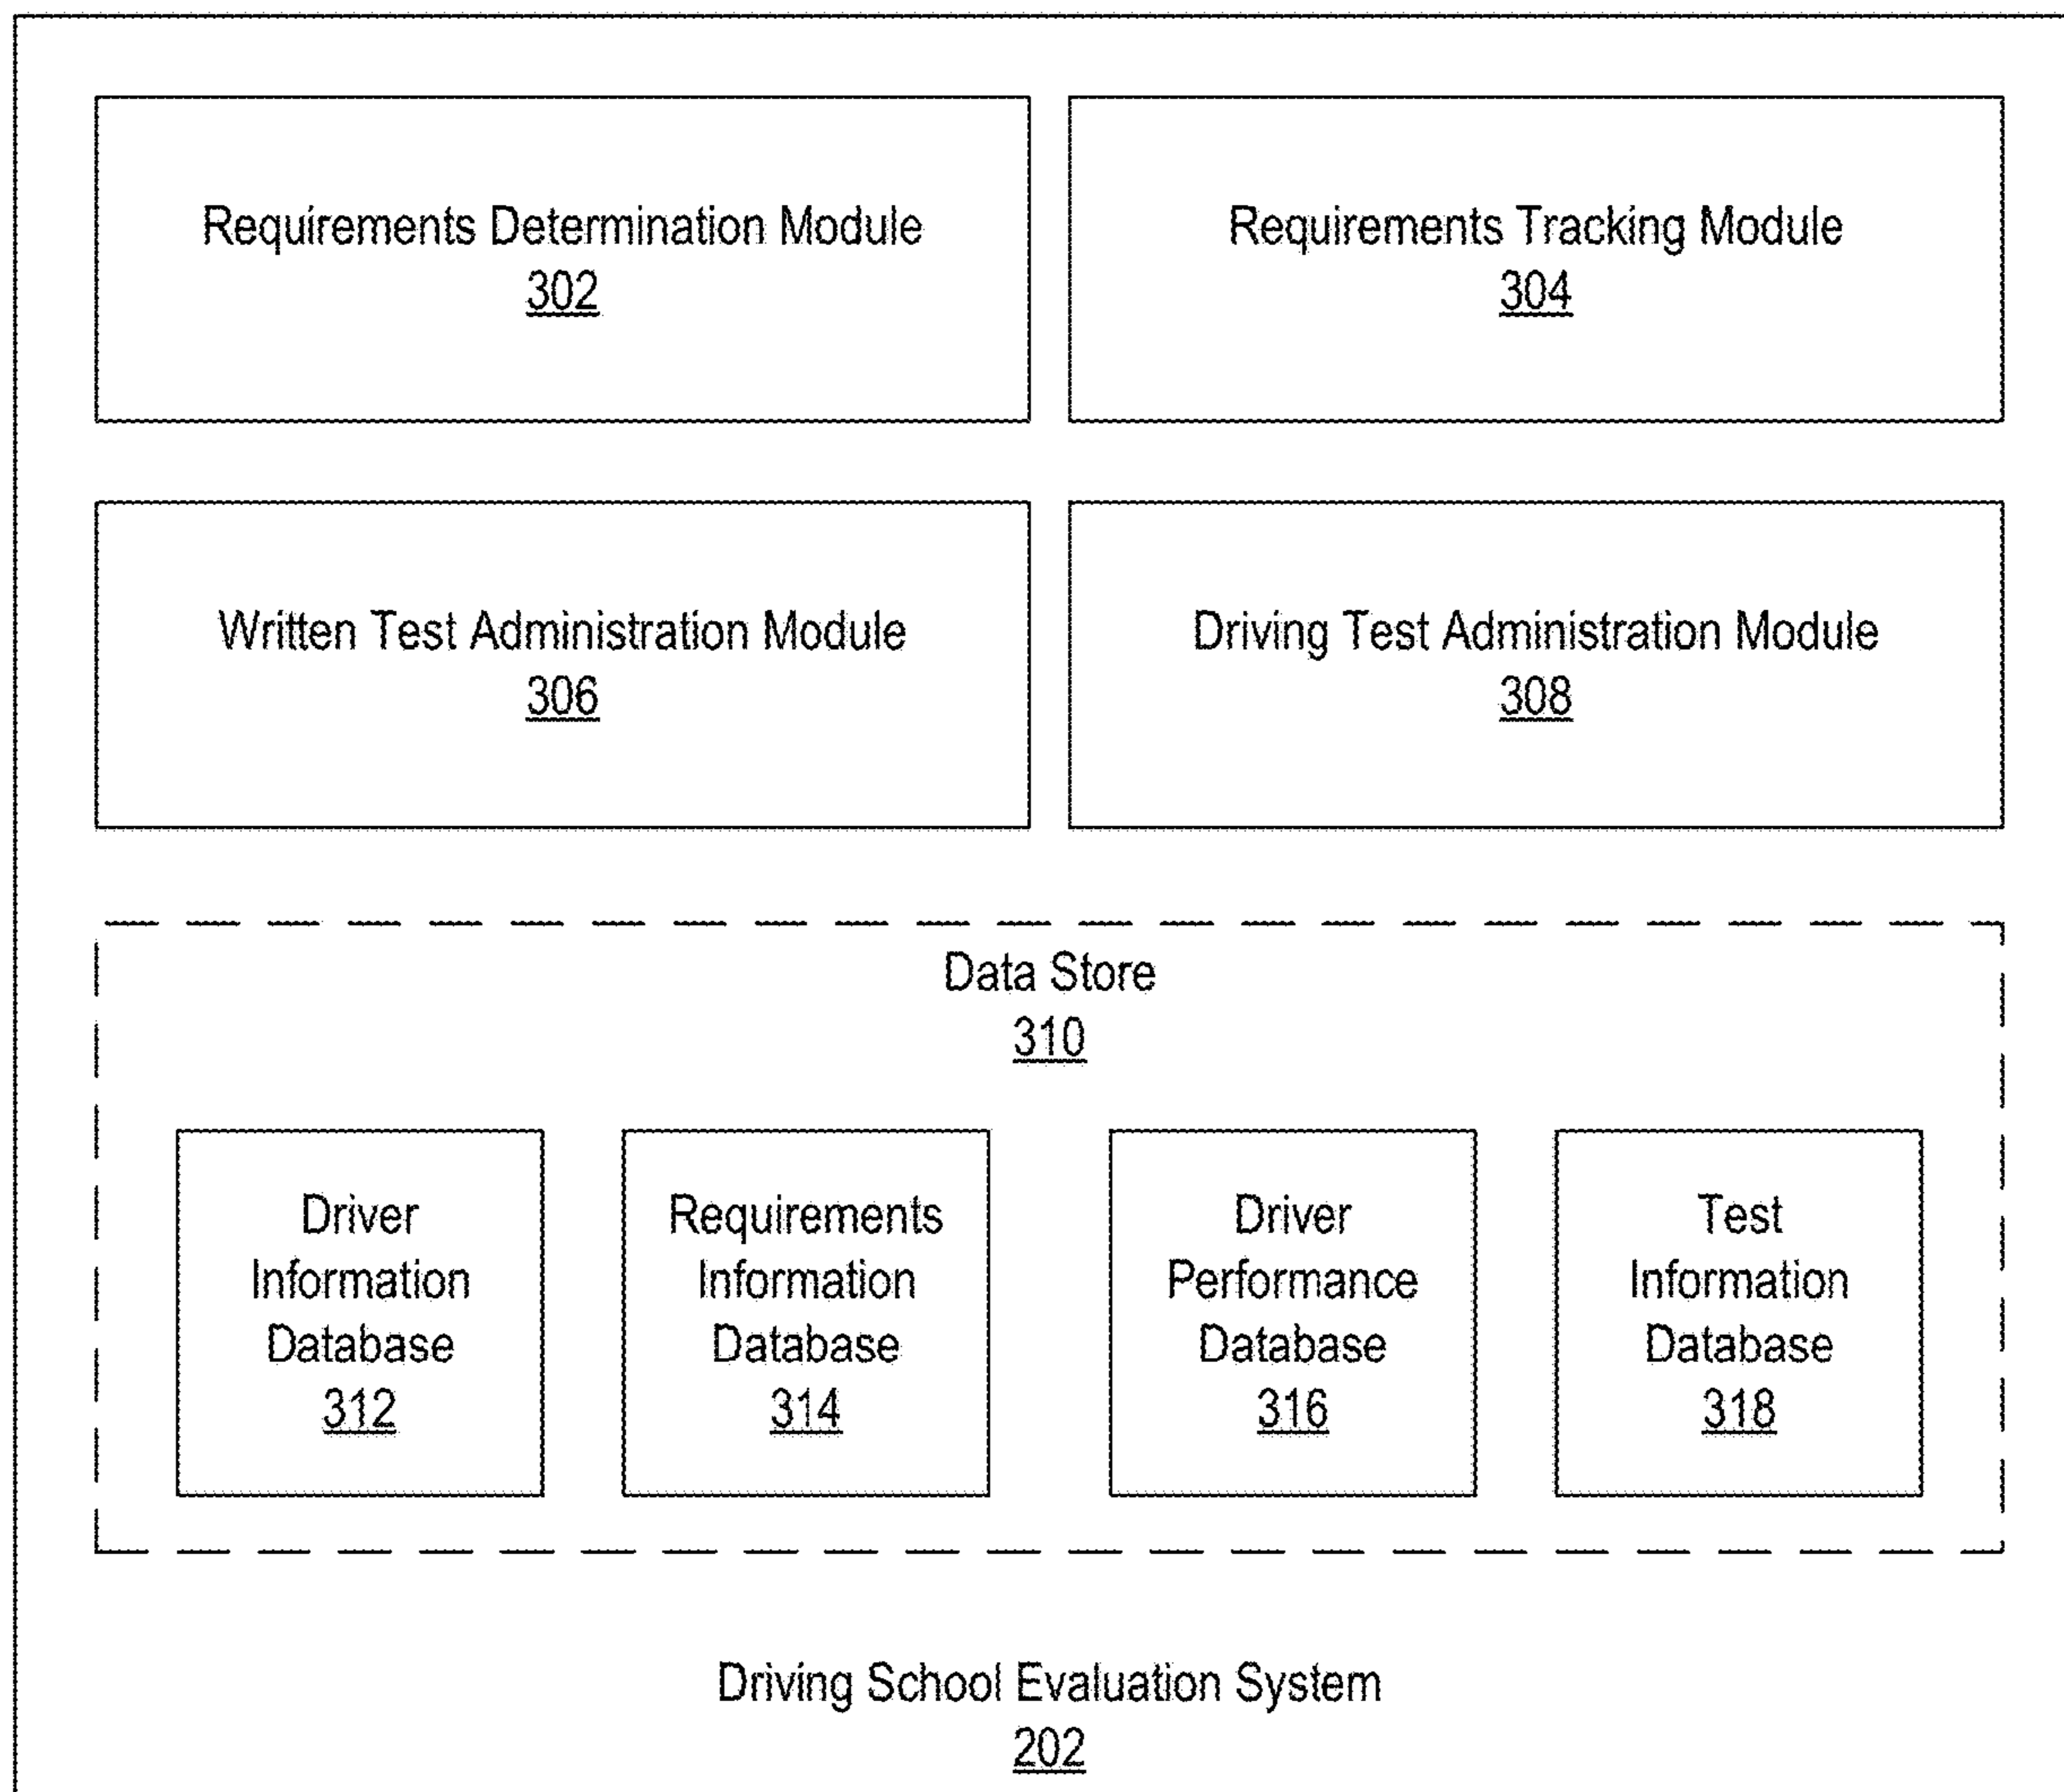 Requirements Determination Module
302
Requirements Tracking Module
304
Written Test Administration Module
306
Driving Test Administration Module
308
Data Store
310
Driver
Information
Database
312
Requirements
Information
Database
314
Driver
Performance
Database
316
Test
Information
Database
318
Driving School Evaluation System
202